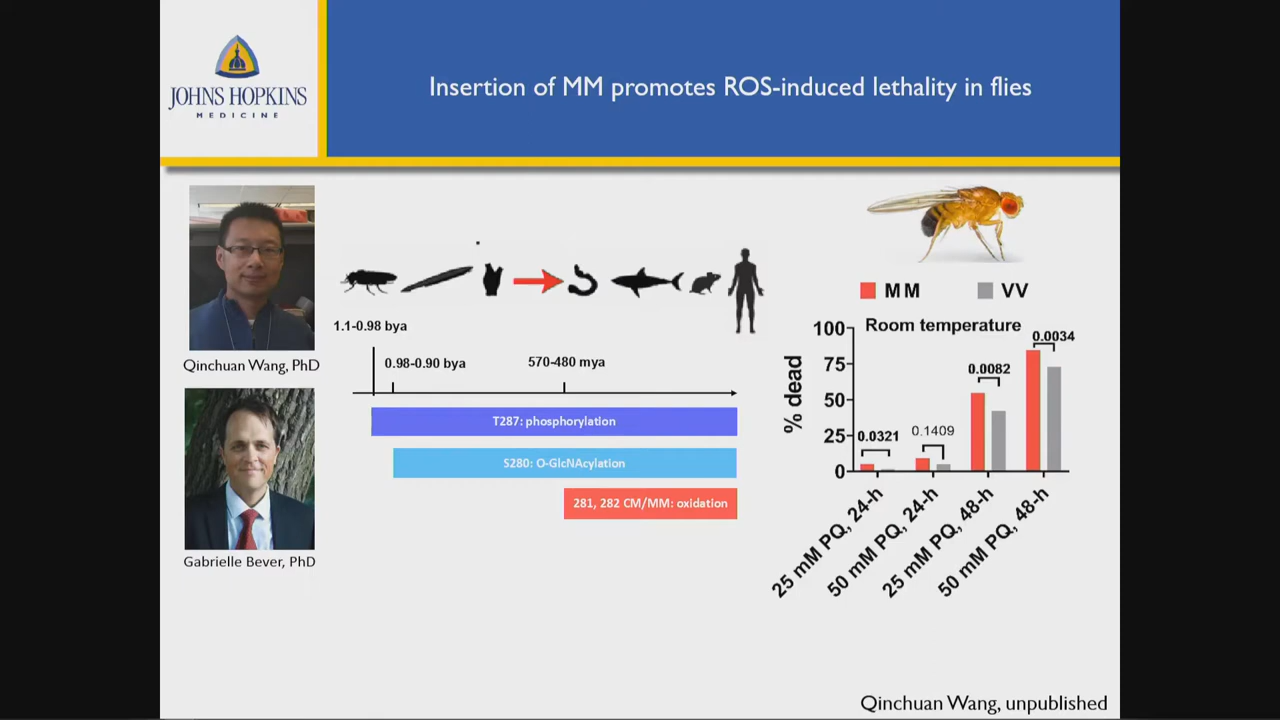 JOHNS HOPKINS
MEDICINE
Insertion of MM promotes ROS-induced lethality in flies
Qinchuan Wang, PhD
Gabrielle Bever, PhD
1.1-0.98 bya
0.98-0.90 bya
570-480 mya
T287: phosphorylation
S280: O-GlcNAcylation
281, 282 CM/MM: oxidation
MM
VV
Room temperature
% dead
100
75
50
25
0
0.0321
0.1409
0.0082
0.0034
25 mM PQ, 24-h
50 mM PQ, 24-h
25 mM PQ, 48-h
50 mM PQ, 48-h
Qinchuan Wang, unpublished